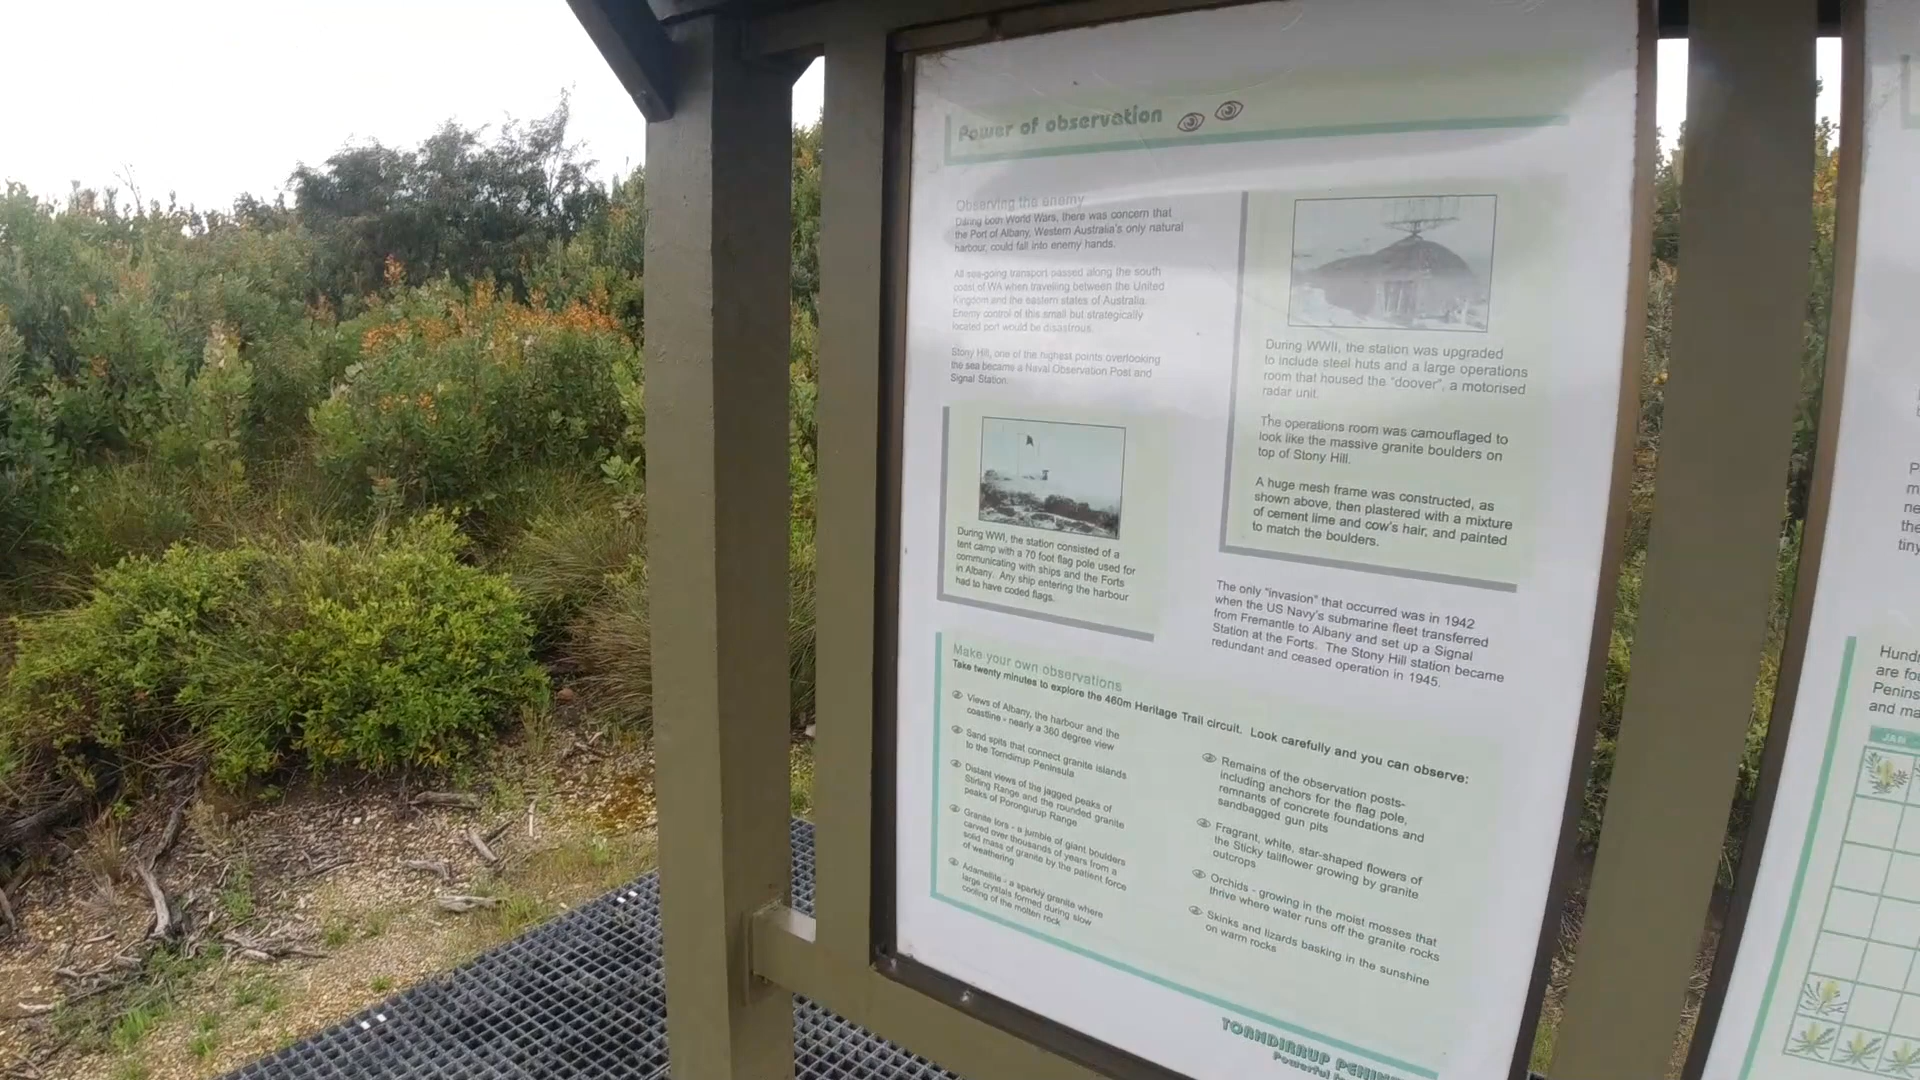 Power of observation
Observing the enemy
During both World Wars, there was concern that
the Port of Albany, Western Australia's only natural
harbour, could fall into enemy hands.
All sea-going transport passed along the south
coast of WA when travelling between the United
Kingdom and the eastern states of Australia.
Enemy control of this small but strategically
located port would be disastrous.
Stony Hill, one of the highest points overlooking
the sea became a Naval Observation Post and
Signal Station.
During WWI, the station consisted of a
tent camp with a 70 foot flag pole used for
communicating with ships and the Forts
in Albany. Any ship entering the harbour
had to have coded flags.
During WWII, the station was upgraded
to include steel huts and a large operations
room that housed the "doover", a motorised
radar unit.
The operations room was camouflaged to
look like the massive granite boulders on
top of Stony Hill.
A huge mesh frame was constructed, as
shown above, then plastered with a mixture
of cement lime and cow's hair, and painted
to match the boulders.
The only "invasion" that occurred was in 1942
when the US Navy's submarine fleet transferred
from Fremantle to Albany and set up a Signal
Station at the Forts. The Stony Hill station became
redundant and ceased operation in 1945.
Make your own observations
Take twenty minutes to explore the 460m Heritage Trail circuit. Look carefully and you can observe:
Views of Albany, the harbour and the
coastline - nearly a 360 degree view
Sand spits that connect granite islands
to the Torndirrup Peninsula
Distant views of the jagged peaks of
Stirling Range and the rounded granite
peaks of Porongurup Range
Granite tors - a jumble of giant boulders
carved over thousands of years from a
solid mass of granite by the patient force
of weathering
Adamellite - a sparkly granite where
large crystals formed during slow
cooling of the molten rock
Remains of the observation posts-
including anchors for the flag pole,
remnants of concrete foundations and
sandbagged gun pits
Fragrant, white, star-shaped flowers of
the Sticky tailflower growing by granite
outcrops
Orchids - growing in the moist mosses that
thrive where water runs off the granite rocks
Skinks and lizards basking in the sunshine
on warm rocks
TORNDIRRUP
Powerful
the
tiny
are
and
JAN